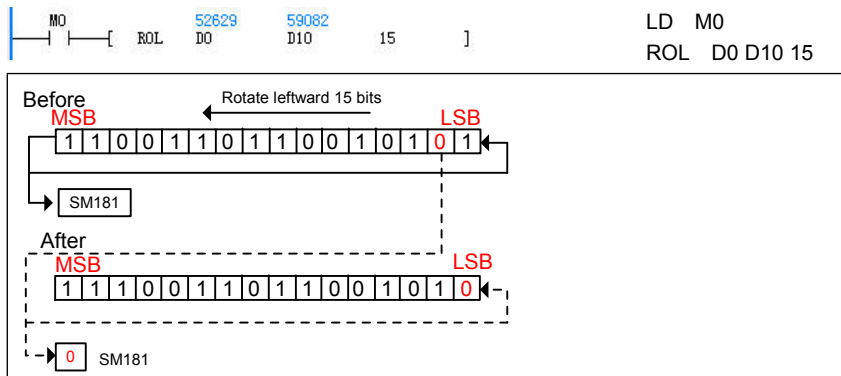 M0 52629 59082
ROL D0 D10 15
LD M0
ROL D0 D10 15
Before
Rotate leftward 15 bits
MSB LSB
1 1 0 0 1 1 0 1 1 0 0 1 0 1 0 1
SM181
After
MSB LSB
1 1 1 0 0 1 1 0 1 1 0 0 1 0 1 0
0 SM181